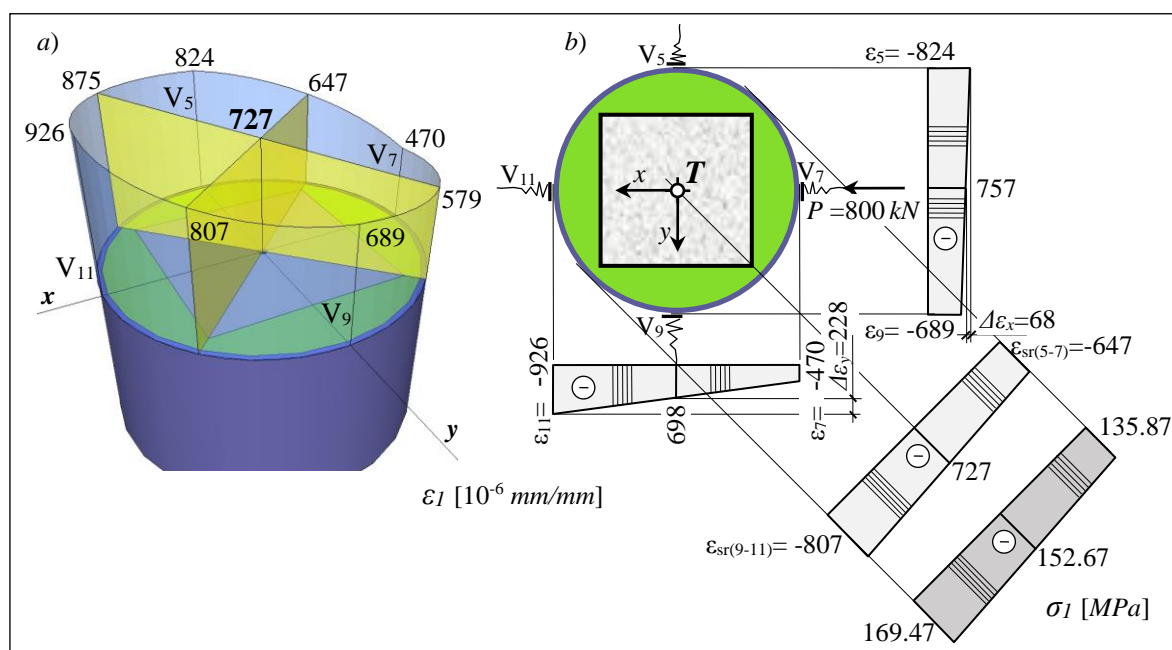 a)
824
875
V5
647
727
926
470
V7
579
807
689
V11
x
V9
y
ε1 [10-6 mm/mm]
b)
V5
ε5= -824
V11
x
T
V7
P =800 kN
757
y
V9
ε9= -689
Δεx=68
εsr(5-7)=-647
ε11= -926
698
ε7= -470
Δεy=228
135.87
727
εsr(9-11)= -807
152.67
169.47
σ1 [MPa]